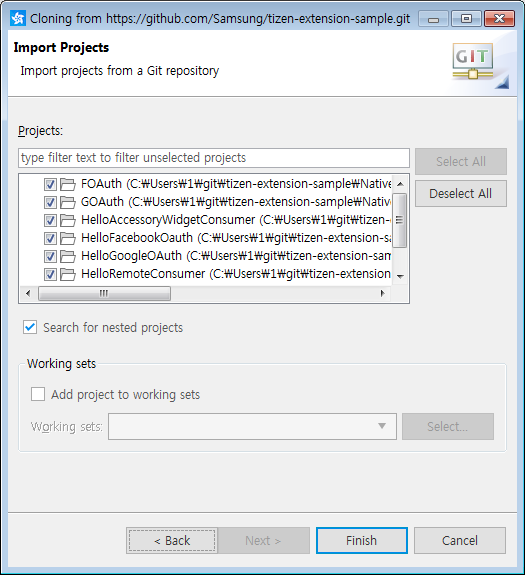 Cloning from https://github.com/Samsung/tizen-extension-sample.git
Import Projects
Import projects from a Git repository
GIT
Projects:
type filter text to filter unselected projects
Select All
FOAuth (C:₩Users₩1₩git₩tizen-extension-sample₩Native
GOAuth (C:₩Users₩1₩git₩tizen-extension-sample₩Native
Deselect All
HelloAccessoryWidgetConsumer (C:₩Users₩1₩git₩tizen-
HelloFacebookOauth (C:₩Users₩1₩git₩tizen-extension-sa
HelloGoogleOAuth (C:₩Users₩1₩git₩tizen-extension-sam
HelloRemoteConsumer (C:₩Users₩1₩git₩tizen-extension
Search for nested projects
Working sets
Add project to working sets
Working sets:
Select...
< Back
Next >
Finish
Cancel